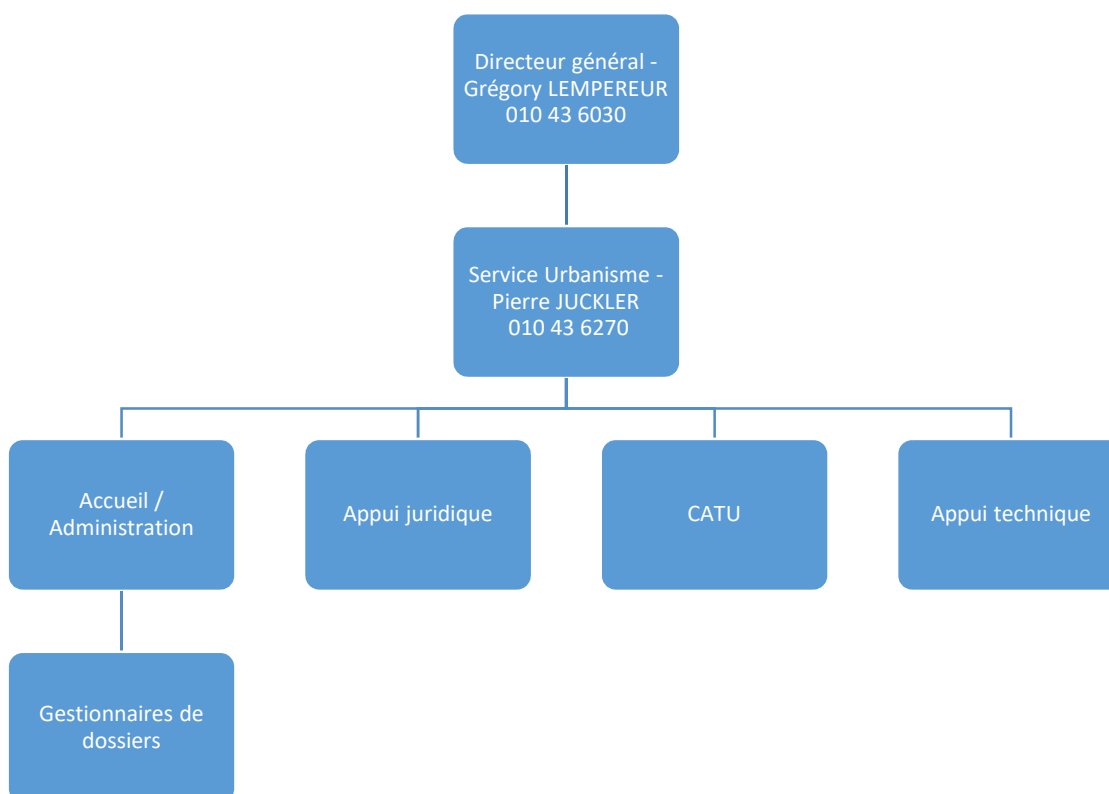 Directeur général -
Grégory LEMPEREUR
010 43 6030
Service Urbanisme -
Pierre JUCKLER
010 43 6270
Accueil /
Administration
Appui juridique
CATU
Appui technique
Gestionnaires de
dossiers